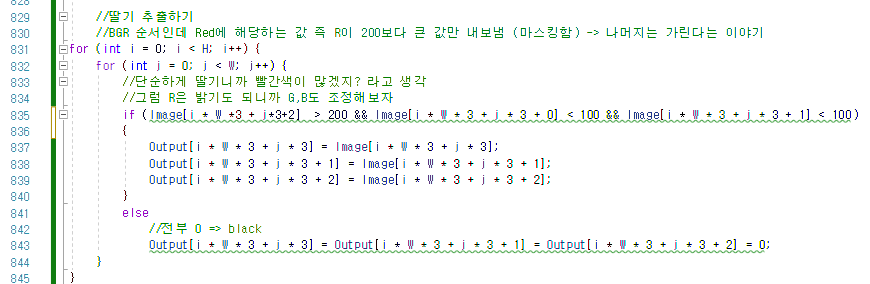 828
829 //딸기 추출하기
830 //BGR 순서인데 Red에 해당하는 값 즉 R이 200보다 큰 값만 내보냄 (마스킹함) -> 나머지는 가린다는 이야기
831 for (int i = 0; i < H; i++) {
832 for (int j = 0; j < W; j++) {
833 //단순하게 딸기니까 빨간색이 많겠지? 라고 생각
834 //그럼 R은 밝기도 되니까 G,B도 조정해보자
835 if (Image[i * W *3 + j*3+2] > 200 && Image[i * W * 3 + j * 3 + 0] < 100 && Image[i * W * 3 + j * 3 + 1] < 100)
836 {
837 Output[i * W * 3 + j * 3] = Image[i * W * 3 + j * 3];
838 Output[i * W * 3 + j * 3 + 1] = Image[i * W * 3 + j * 3 + 1];
839 Output[i * W * 3 + j * 3 + 2] = Image[i * W * 3 + j * 3 + 2];
840 }
841 else
842 //전부 0 => black
843 Output[i * W * 3 + j * 3] = Output[i * W * 3 + j * 3 + 1] = Output[i * W * 3 + j * 3 + 2] = 0;
844 }
845 }